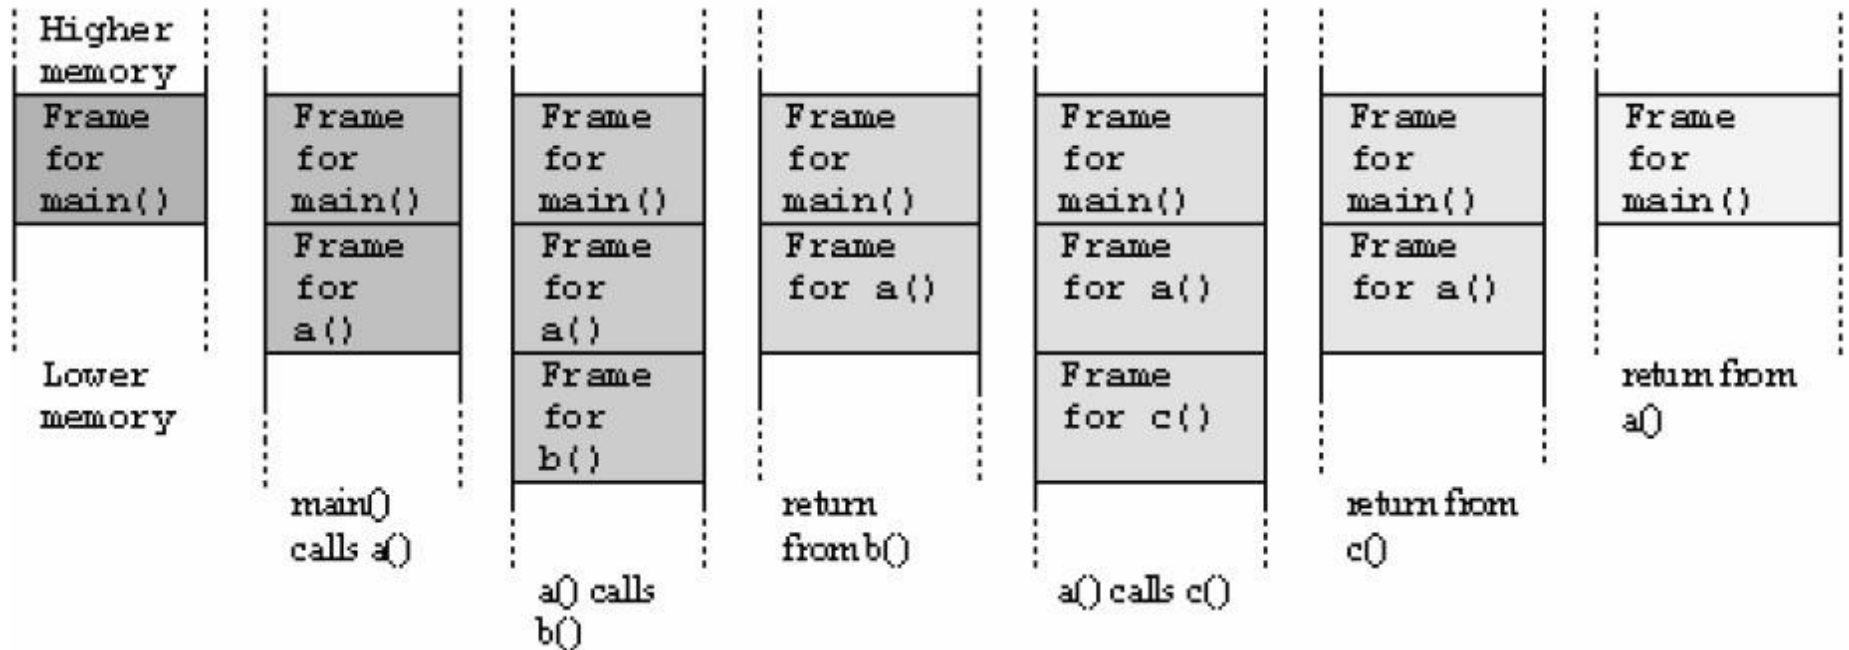 Higher
memory
Frame
for
main()
Lower
memory
Frame
for
main()
Frame
for
a()
main()
calls a()
Frame
for
main()
Frame
for
a()
Frame
for
b()
a() calls
b()
Frame
for
main()
Frame
for a()
return
from b()
Frame
for
main()
Frame
for a()
Frame
for c()
a() calls c()
Frame
for
main()
Frame
for a()
return from
c()
Frame
for
main()
return from
a()